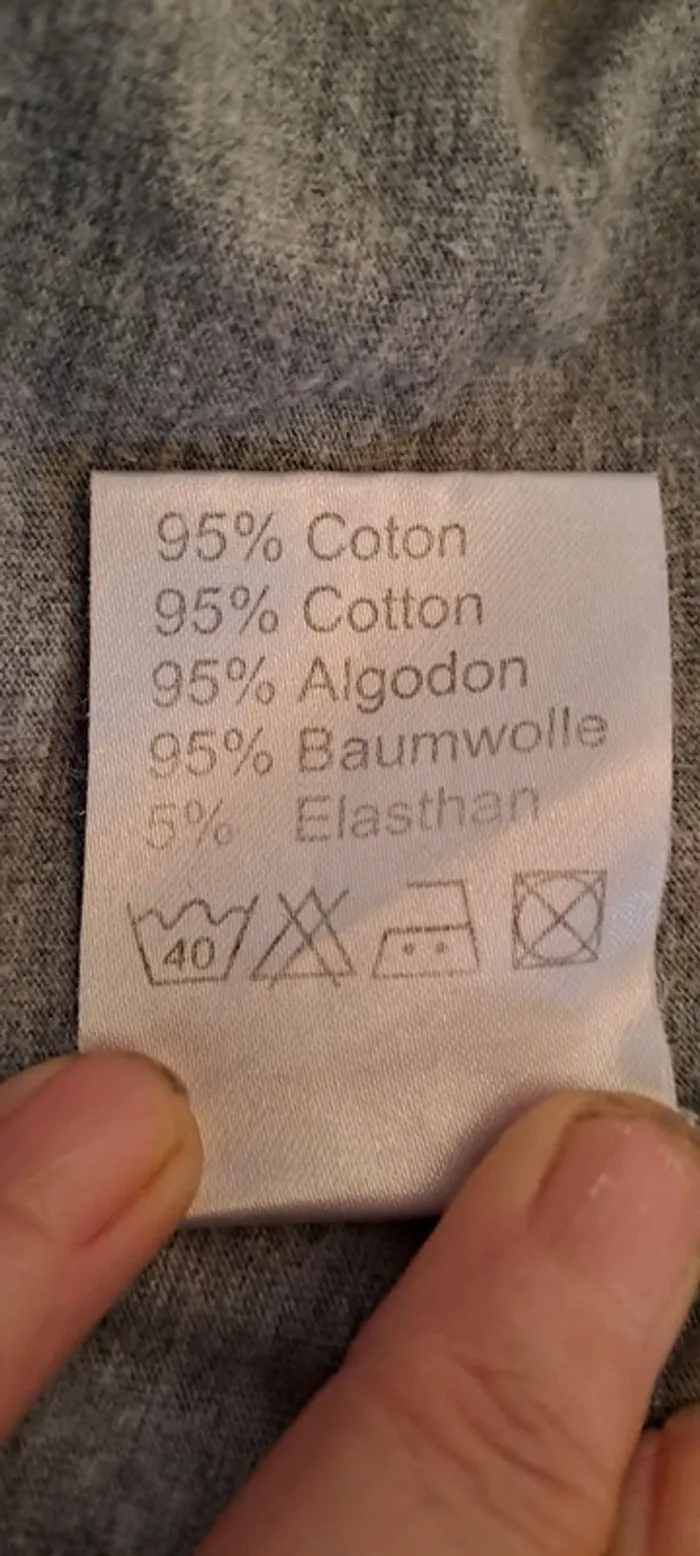 95% Coton
95% Cotton
95% Algodon
95% Baumwolle
5% Elasthan
40